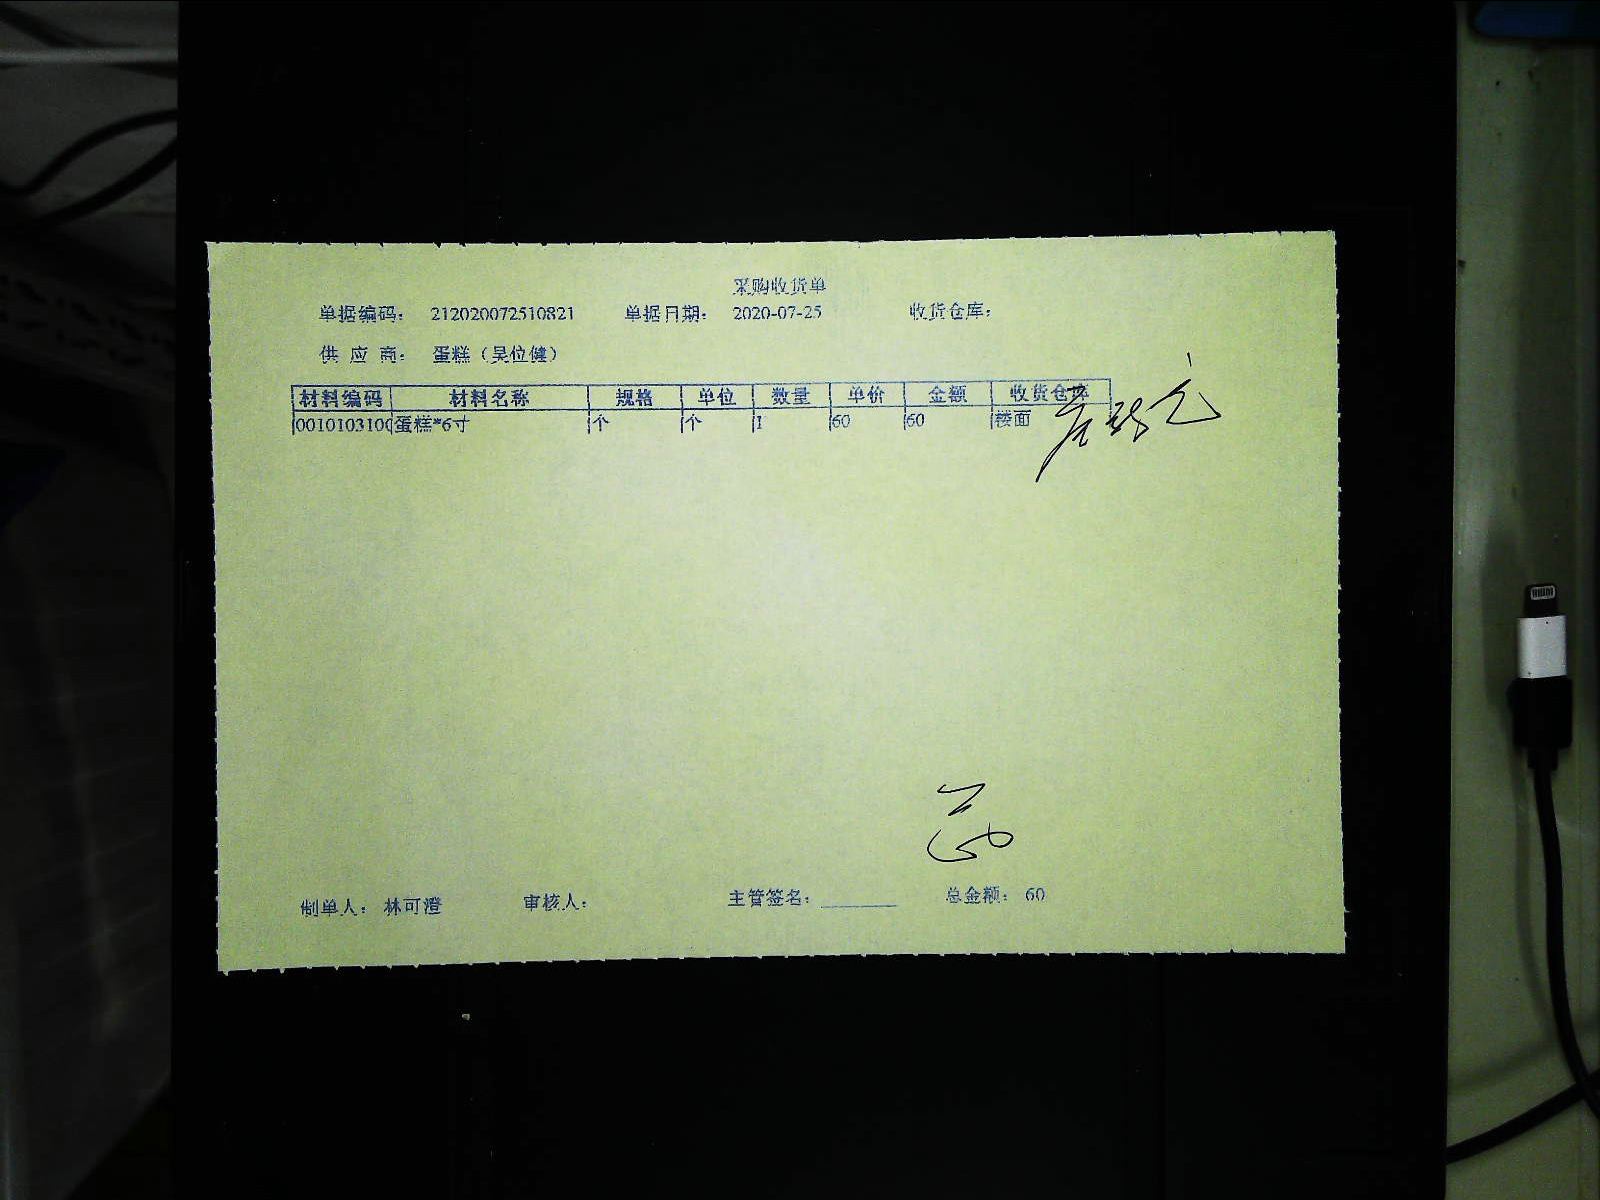 采购收货单
单据编码： 212020072510821 单据日期： 2020-07-25 收货仓库：
供 应 商： 蛋糕（吴位健）
材料编码 材料名称 规格 单位 数量 单价 金额 收货仓库
0010103100 蛋糕*6寸 个 个 1 60 60 楼面
制单人： 林可澄 审核人： 主管签名： 总金额： 60